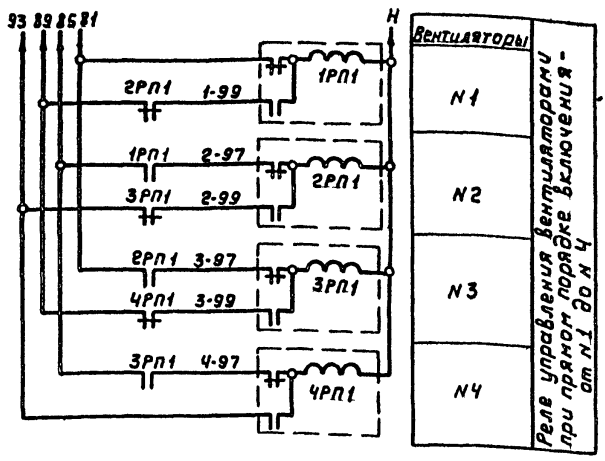 93 89 85 81 Н
Вентиляторы
1РП1
2РП1 1-99
N1
1РП1 2-97
2РП1
3РП1 2-99
N2
2РП1 3-97
3РП1
4РП1 3-99
N3
3РП1 4-97
4РП1
N4
Реле управления вентиляторами
при прямом порядке включения-
от N1 до N4